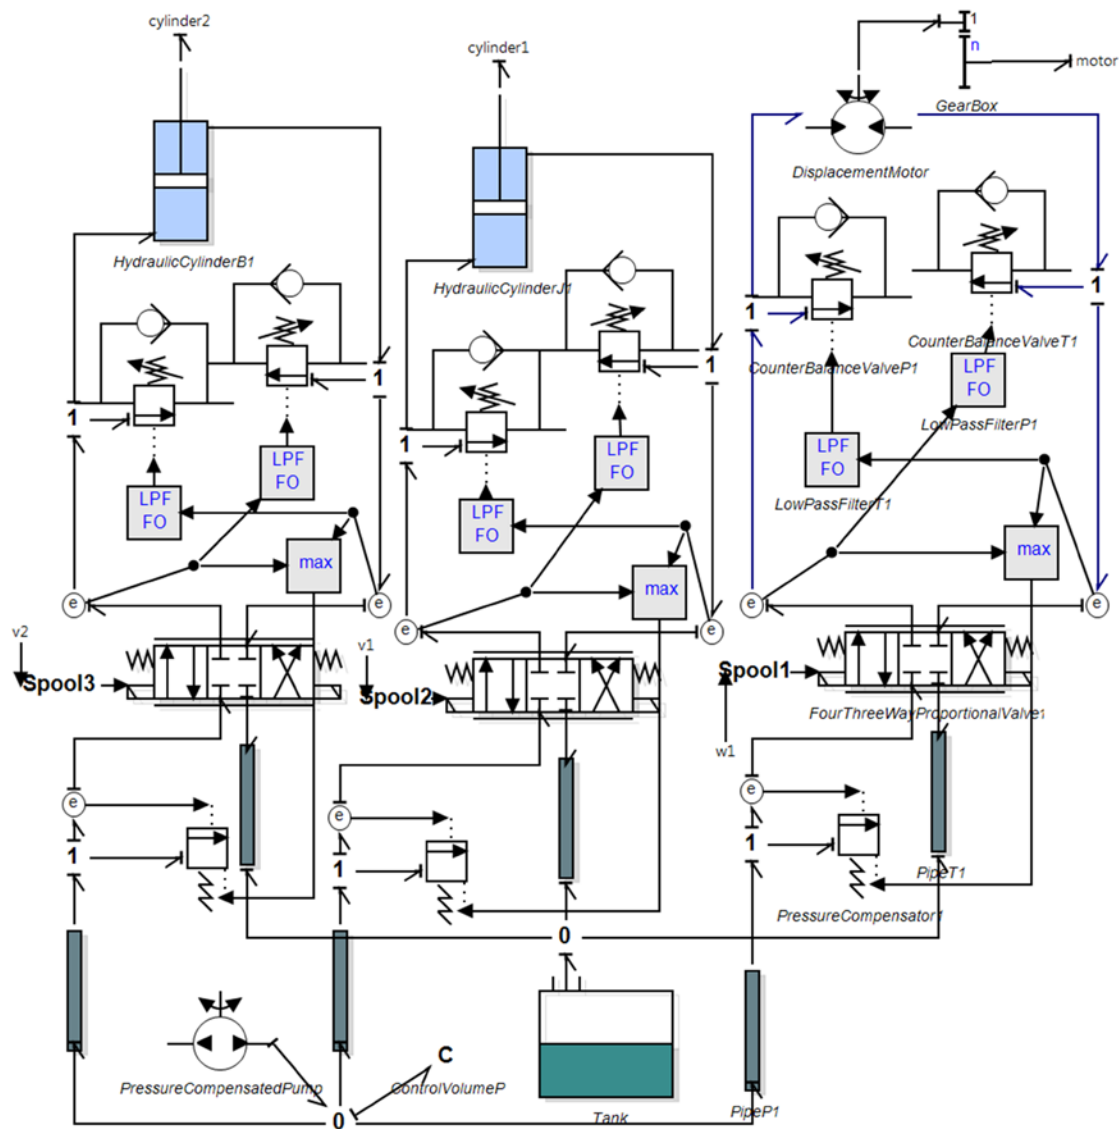 cylinder2
cylinder1
1
n
motor
GearBox
DisplacementMotor
HydraulicCylinderB1
HydraulicCylinderJ1
1
1
1
1
1
1
CounterBalanceValveT1
CounterBalanceValveP1
LPF
FO
LPF
FO
LPF
FO
LPF
FO
LPF
FO
LPF
FO
LowPassFilterP1
LowPassFilterT1
max
max
max
e
e
e
e
e
e
v2
v1
Spool3
Spool2
Spool1
w1
FourThreeWayProportionalValve1
e
e
e
1
1
1
PipeT1
PressureCompensator1
0
C
PressureCompensatedPump
ControlVolumeP
Tank
PipeP1
0